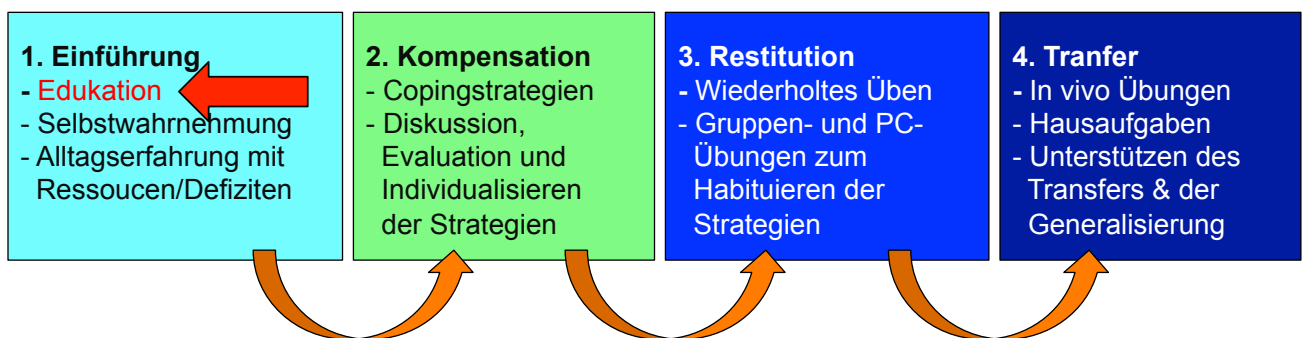 1. Einführung
- Edukation
- Selbstwahrnehmung
- Alltagserfahrung mit
Ressoucen/Defiziten
2. Kompensation
- Copingstrategien
- Diskussion,
Evaluation und
Individualisieren
der Strategien
3. Restitution
- Wiederholtes Üben
- Gruppen- und PC-
Übungen zum
Habituieren der
Strategien
4. Tranfer
- In vivo Übungen
- Hausaufgaben
- Unterstützen des
Transfers & der
Generalisierung